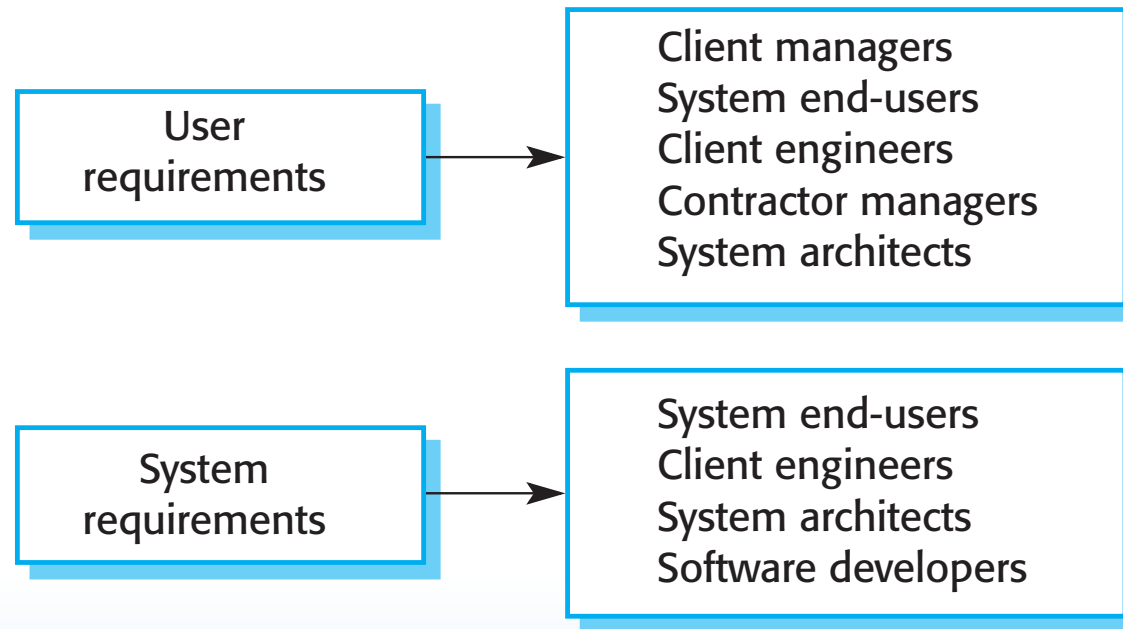 User
requirements
Client managers
System end-users
Client engineers
Contractor managers
System architects
System
requirements
System end-users
Client engineers
System architects
Software developers